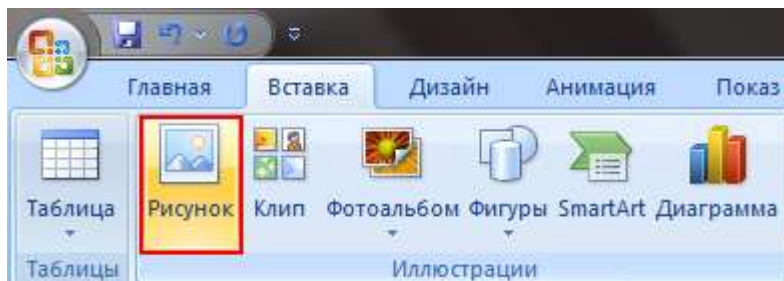 Главная Вставка Дизайн Анимация Показ
Таблица Рисунок Клип Фотоальбом Фигуры SmartArt Диаграмма
Таблицы Иллюстрации